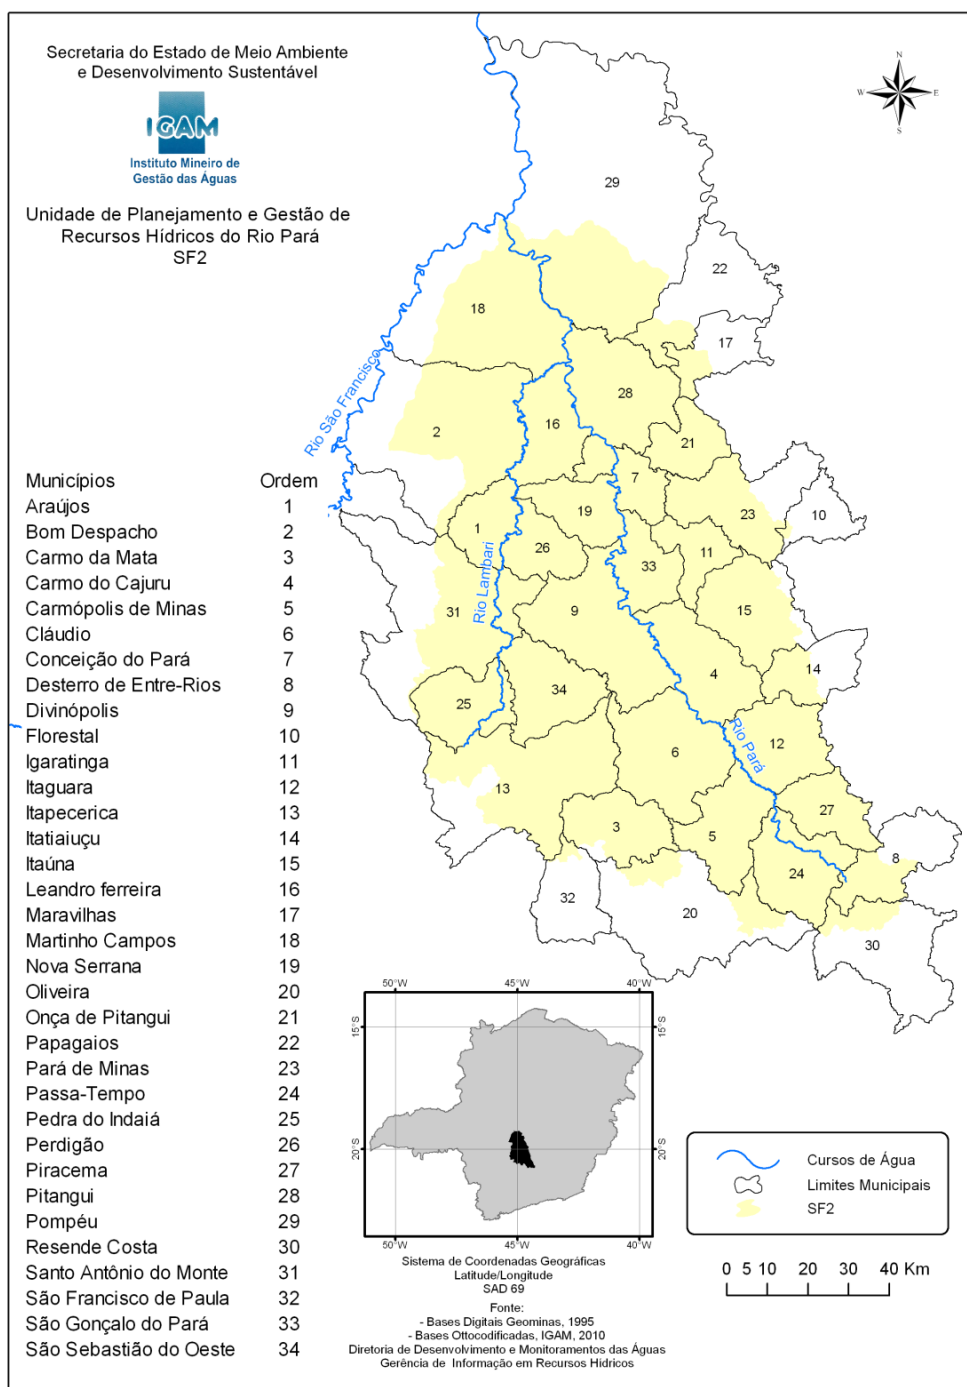 Secretaria do Estado de Meio Ambiente
e Desenvolvimento Sustentável
IGAM
Instituto Mineiro de
Gestão das Águas
Unidade de Planejamento e Gestão de
Recursos Hídricos do Rio Pará
SF2
N
W
E
S
29
22
18
17
Rio São Francisco
28
2
16
21
7
23
10
19
1
26
11
33
Rio Lambari
31
9
15
4
14
34
25
Rio Pará
12
6
13
27
3
5
8
24
32
20
30
Municípios Ordem
Araújos 1
Bom Despacho 2
Carmo da Mata 3
Carmo do Cajuru 4
Carmópolis de Minas 5
Cláudio 6
Conceição do Pará 7
Desterro de Entre-Rios 8
Divinópolis 9
Florestal 10
Igaratinga 11
Itaguara 12
Itapecerica 13
Itatiaiuçu 14
Itaúna 15
Leandro ferreira 16
Maravilhas 17
Martinho Campos 18
Nova Serrana 19
Oliveira 20
Onça de Pitangui 21
Papagaios 22
Pará de Minas 23
Passa-Tempo 24
Pedra do Indaiá 25
Perdigão 26
Piracema 27
Pitangui 28
Pompéu 29
Resende Costa 30
Santo Antônio do Monte 31
São Francisco de Paula 32
São Gonçalo do Pará 33
São Sebastião do Oeste 34
50°W 45°W 40°W
15°S 15°S
20°S 20°S
50°W 45°W 40°W
Sistema de Coordenadas Geográficas
Latitude/Longitude
SAD 69
Fonte:
- Bases Digitais Geominas, 1995
- Bases Ottocodificadas, IGAM, 2010
Diretoria de Desenvolvimento e Monitoramentos das Águas
Gerência de Informação em Recursos Hídricos
Cursos de Água
Limites Municipais
SF2
0 5 10 20 30 40 Km